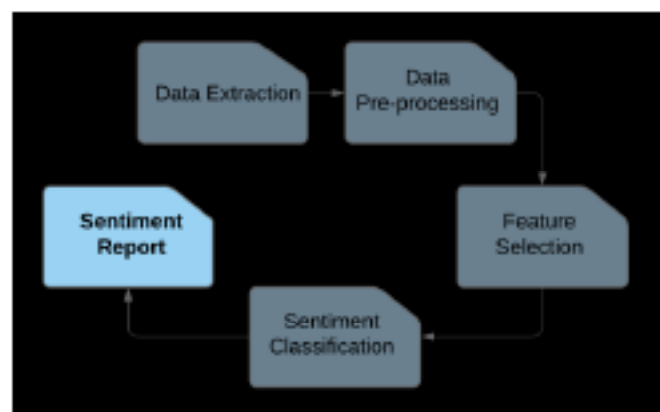 Data Extraction
Data
Pre-processing
Feature
Selection
Sentiment
Classification
Sentiment
Report